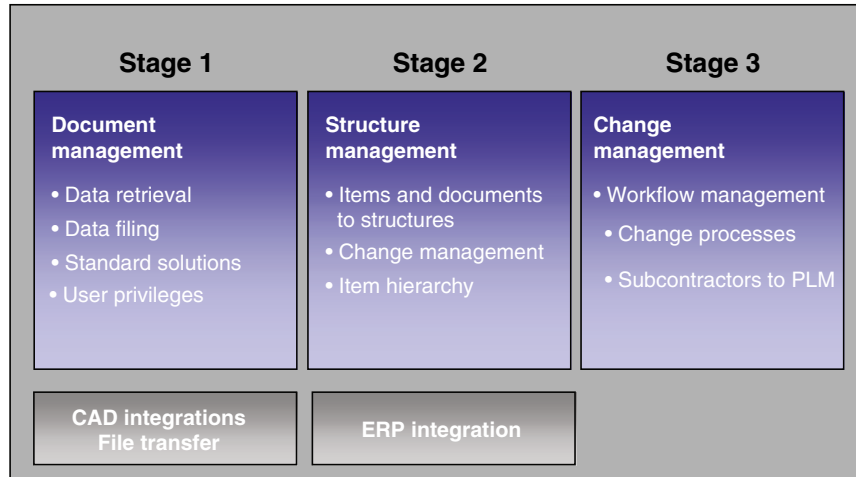 Stage 1
Stage 2
Stage 3
Document
management
• Data retrieval
• Data filing
• Standard solutions
• User privileges
Structure
management
• Items and documents
to structures
• Change management
• Item hierarchy
Change
management
• Workflow management
• Change processes
• Subcontractors to PLM
CAD integrations
File transfer
ERP integration